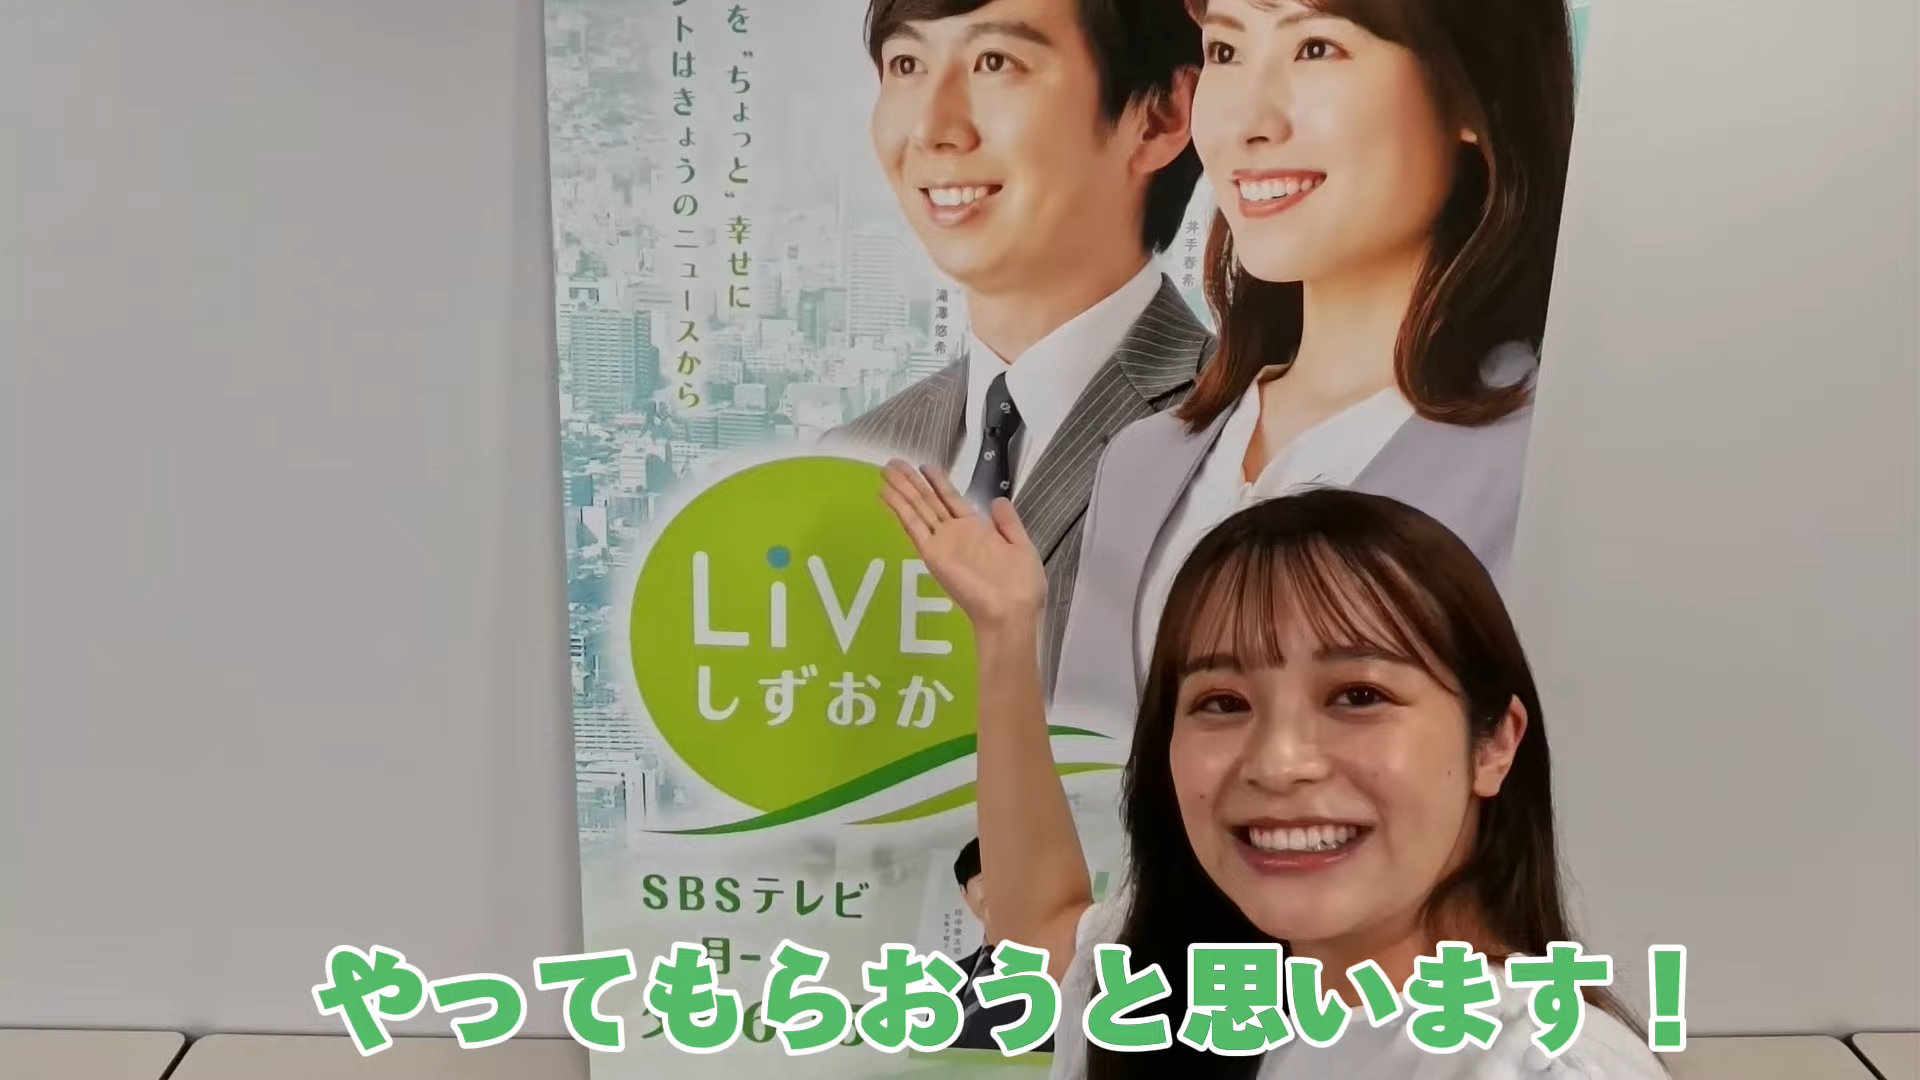 を“ちょっと”幸せに
ントはきょうのニュースから
井手春希
滝澤悠希
LiVE
しずおか
SBSテレビ
月-
やってもらおうと思います！